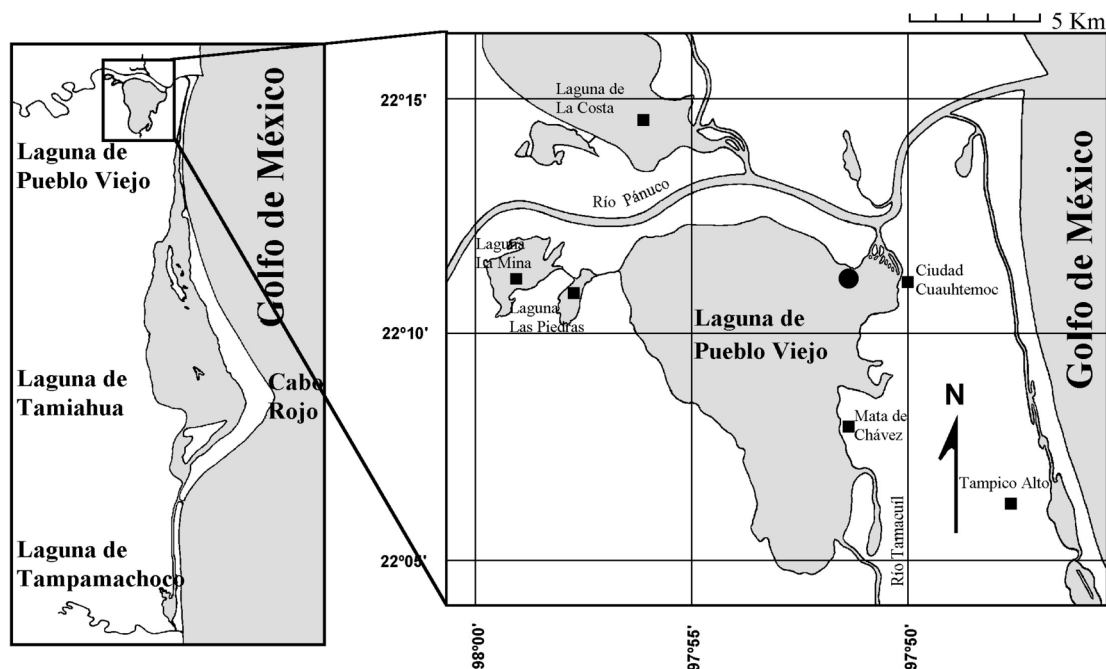 5 Km
Golfo de México
Laguna de
Pueblo Viejo
Laguna de
Tamiahua
Cabo
Rojo
Laguna de
Tampamachoco
22°15'
22°10'
22°05'
98°00'
97°55'
97°50'
Laguna de
La Costa
Río Pánuco
Laguna
La Mina
Laguna
Las Piedras
Laguna de
Pueblo Viejo
Ciudad
Cuauhtemoc
Mata de
Chávez
Río Tamacuil
N
Tampico Alto
Golfo de México